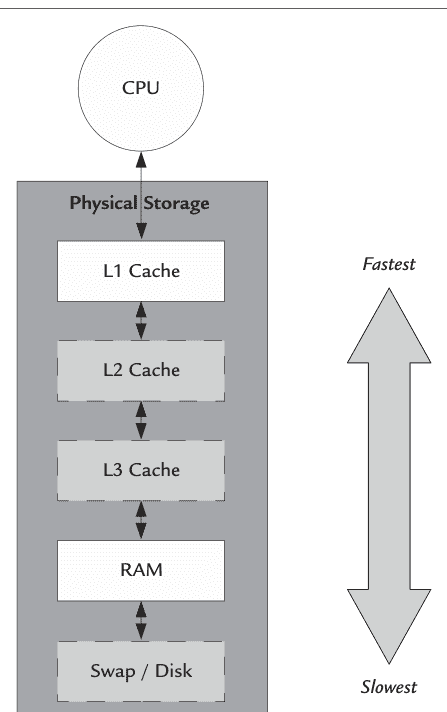 CPU
Physical Storage
L1 Cache
Fastest
L2 Cache
L3 Cache
RAM
Swap / Disk
Slowest